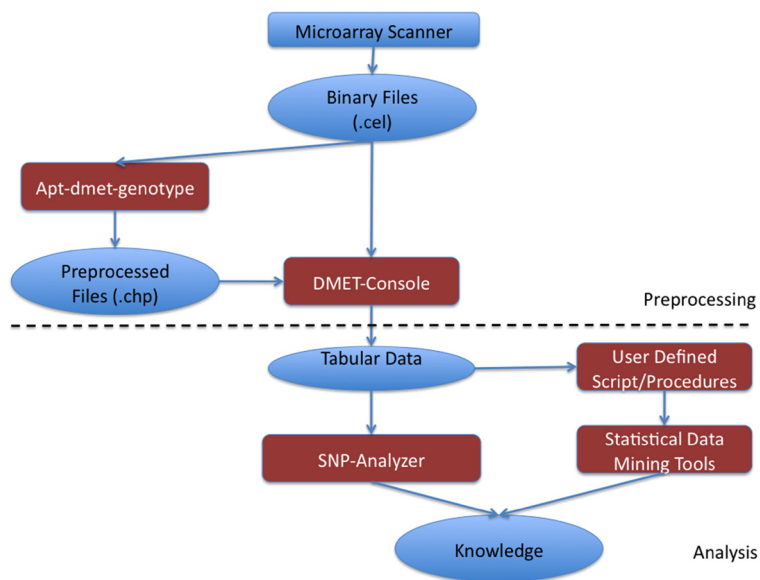 Microarray Scanner
Binary Files
(.cel)
Apt-dmet-genotype
Preprocessed
Files (.chp)
DMET-Console
Preprocessing
Tabular Data
User Defined
Script/Procedures
SNP-Analyzer
Statistical Data
Mining Tools
Knowledge
Analysis